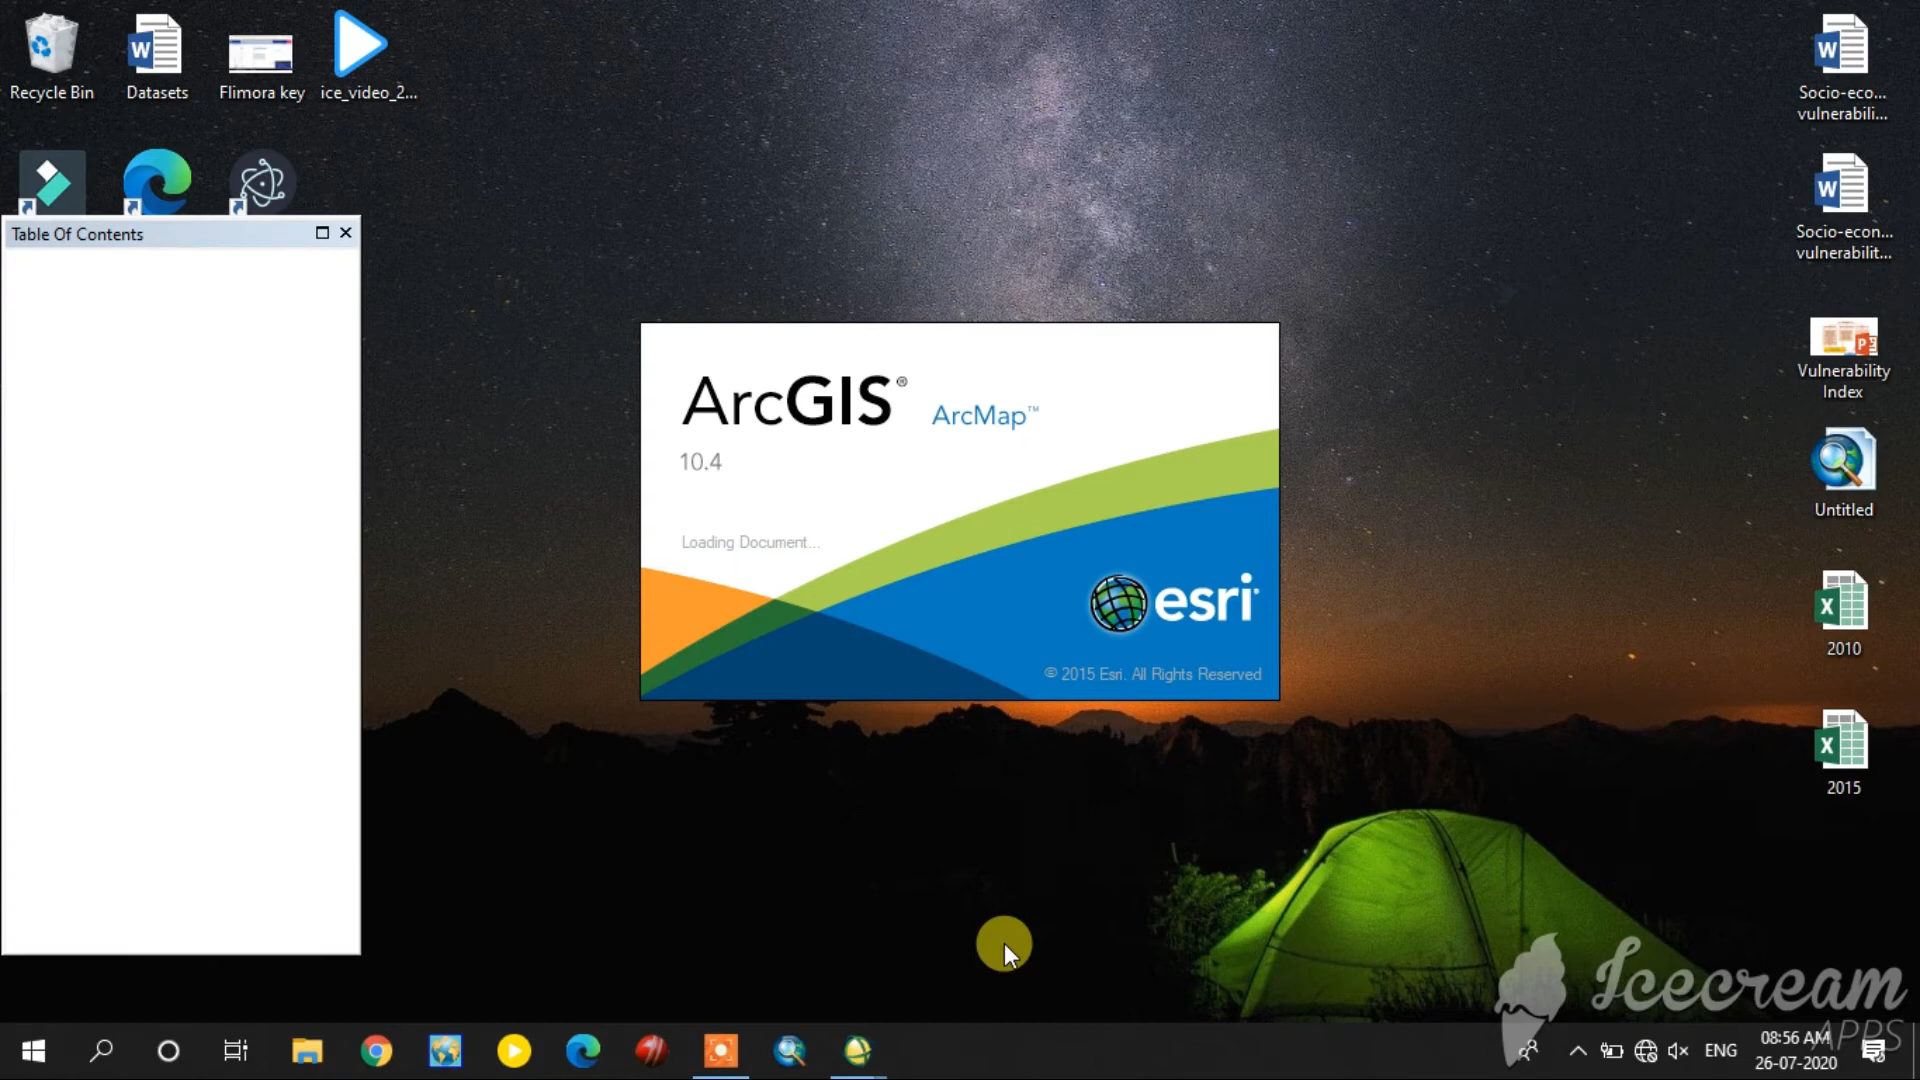 Recycle Bin
Datasets
Flimora key
ice_video_2...
Socio-eco...
vulnerabili...
Socio-econ...
vulnerabilit...
Table Of Contents
ArcGIS® ArcMap™
10.4
Loading Document...
esri
© 2015 Esri. All Rights Reserved
Vulnerability
Index
Untitled
2010
2015
Icecream
APPS
ENG
08:56 AM
26-07-2020